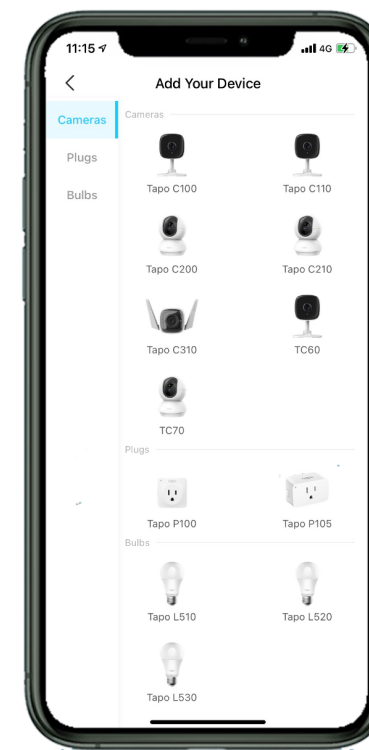 11:15
4G
Add Your Device
Cameras
Plugs
Bulbs
Cameras
Tapo C100 Tapo C110
Tapo C200 Tapo C210
Tapo C310 TC60
TC70
Plugs
Tapo P100 Tapo P105
Bulbs
Tapo L510 Tapo L520
Tapo L530